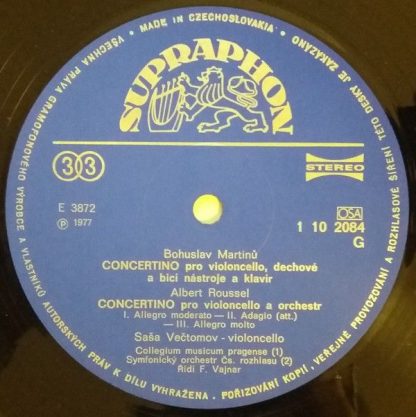 VŠECHNA PRÁVA GRAMOFONOVÉHO VÝROBCE A VLASTNÍKŮ AUTORSKÝCH PRÁV K DÍLU VYHRAŽENA. POŘIZOVÁNÍ KOPIÍ, VEŘEJNÉ PROVOZOVÁNÍ A ROZHLASOVÉ ŠÍŘENÍ TÉTO DESKY JE ZAKÁZÁNO
• MADE IN CZECHOSLOVAKIA •
SUPRAPHON
33
STEREO
E 3872
℗ 1977
OSA
1 10 2084
G
Bohuslav Martinů
CONCERTINO pro violoncello, dechové
a bicí nástroje a klavír
Albert Roussel
CONCERTINO pro violoncello a orchestr
I. Allegro moderato — II. Adagio (att.)
— III. Allegro molto
Saša Večtomov - violoncello
Collegium musicum pragense (1)
Symfonický orchestr Čs. rozhlasu (2)
Řídí F. Vajnar